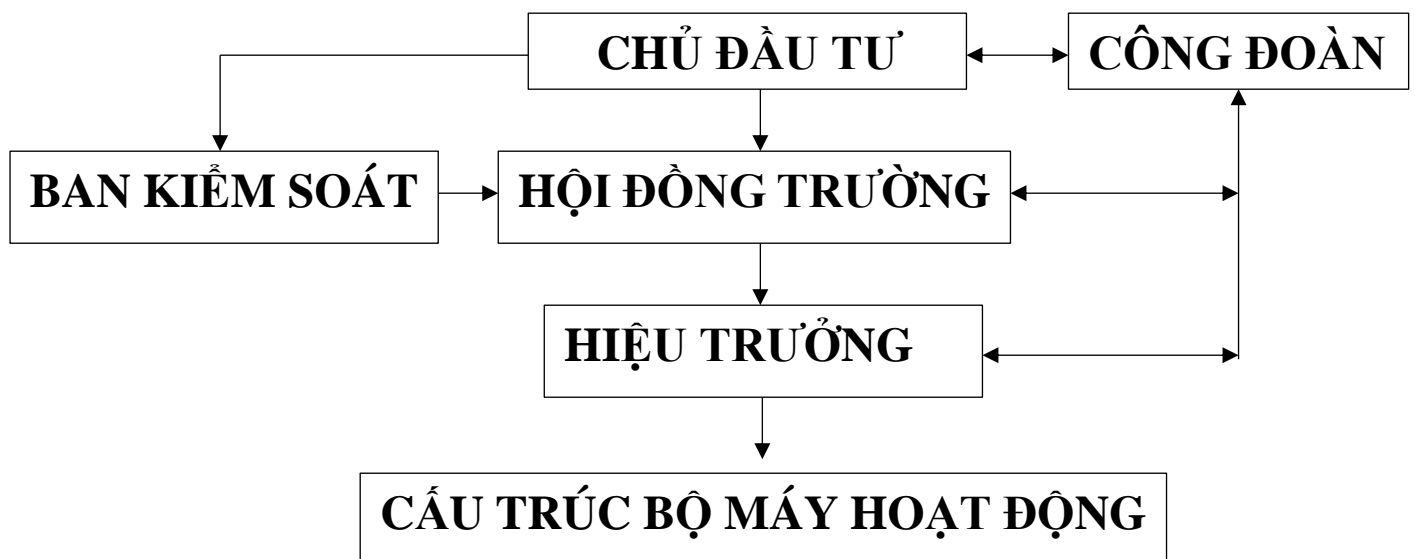 CHỦ ĐẦU TƯ
CÔNG ĐOÀN
BAN KIỂM SOÁT
HỘI ĐỒNG TRƯỜNG
HIỆU TRƯỞNG
CẤU TRÚC BỘ MÁY HOẠT ĐỘNG